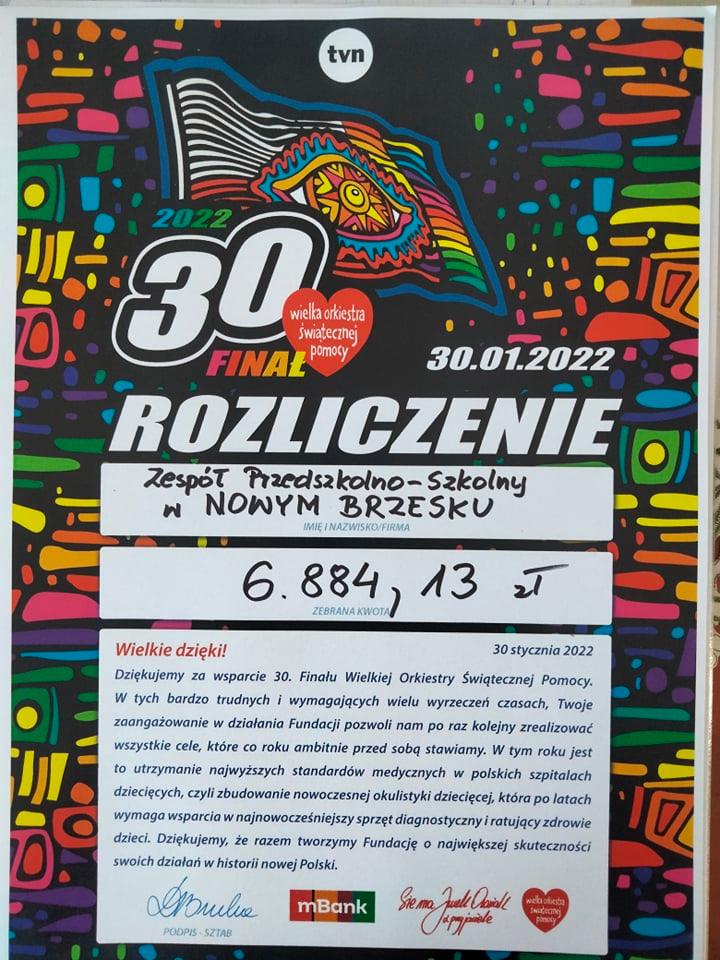 tvn
2022
30
FINAŁ
wielka orkiestra
świątecznej
pomocy
30.01.2022
ROZLICZENIE
Zespół Przedszkolno-Szkolny
w NOWYM BRZESKU
IMIĘ I NAZWISKO/FIRMA
6.884,13 zł
ZEBRANA KWOTA
Wielkie dzięki! 30 stycznia 2022
Dziękujemy za wsparcie 30. Finału Wielkiej Orkiestry Świątecznej Pomocy.
W tych bardzo trudnych i wymagających wielu wyrzeczeń czasach, Twoje
zaangażowanie w działania Fundacji pozwoli nam po raz kolejny zrealizować
wszystkie cele, które co roku ambitnie przed sobą stawiamy. W tym roku jest
to utrzymanie najwyższych standardów medycznych w polskich szpitalach
dziecięcych, czyli zbudowanie nowoczesnej okulistyki dziecięcej, która po latach
wymaga wsparcia w najnowocześniejszy sprzęt diagnostyczny i ratujący zdrowie
dzieci. Dziękujemy, że razem tworzymy Fundację o największej skuteczności
swoich działań w historii nowej Polski.
mBank
Sie ma Jurek Owsiak
z przyjaciele
wielka orkiestra
świątecznej
pomocy
PODPIS - SZTAB